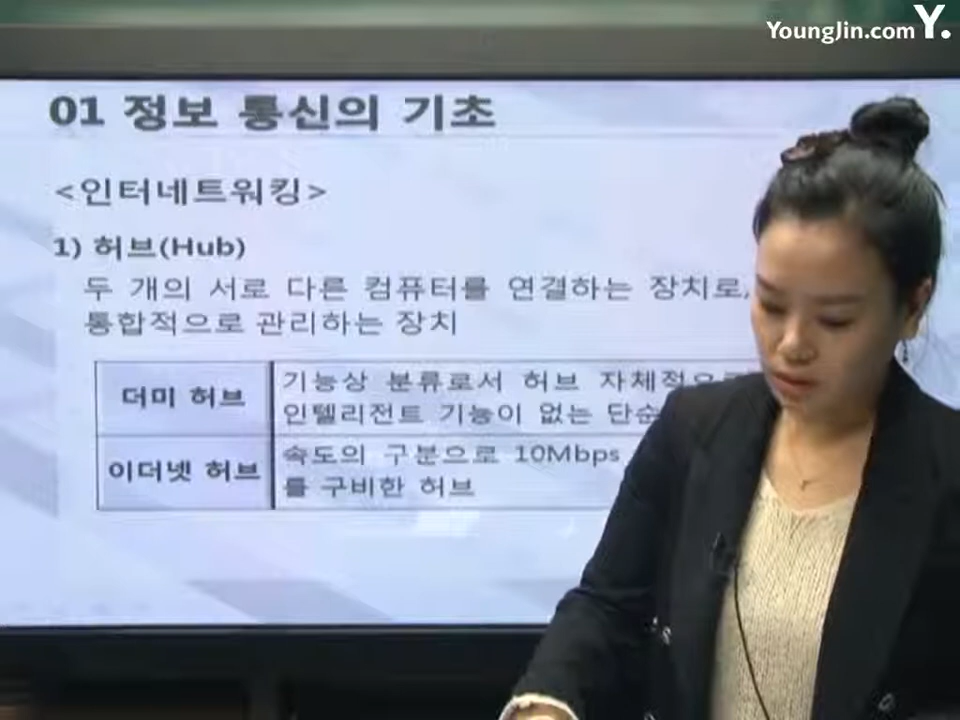 YoungJin.com Y.
01 정보 통신의 기초
<인터네트워킹>
1) 허브(Hub)
두 개의 서로 다른 컴퓨터를 연결하는 장치로
통합적으로 관리하는 장치
더미 허브
기능상 분류로서 허브 자체적으로
인텔리전트 기능이 없는 단순
이더넷 허브
속도의 구분으로 10Mbps
를 구비한 허브